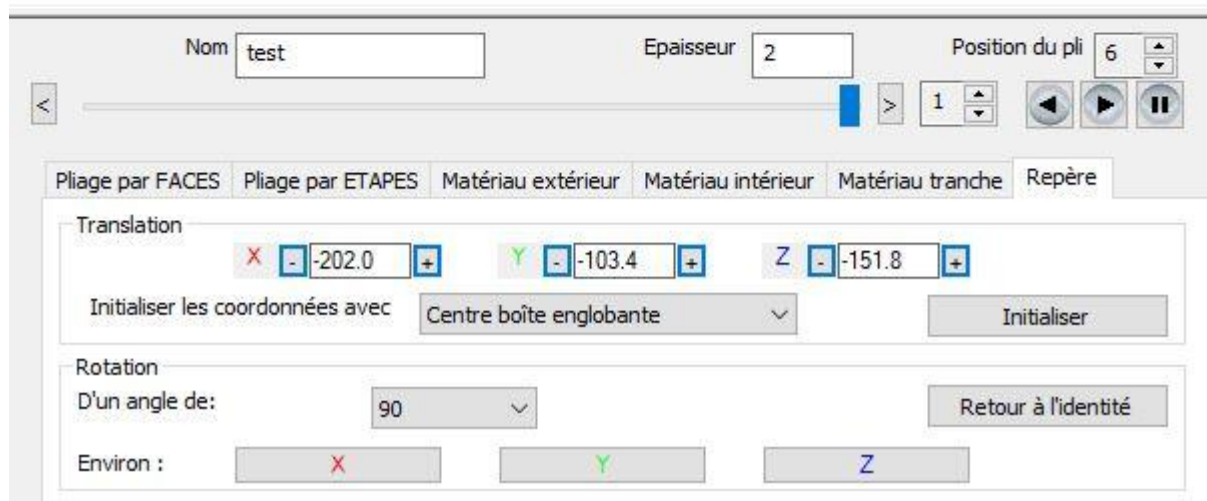 Nom test Epaisseur 2 Position du pli 6
< > 1
Pliage par FACES Pliage par ETAPES Matériau extérieur Matériau intérieur Matériau tranche Repère
Translation
X - -202.0 + Y - -103.4 + Z - -151.8 +
Initialiser les coordonnées avec Centre boîte englobante Initialiser
Rotation
D'un angle de: 90 Retour à l'identité
Environ : X Y Z